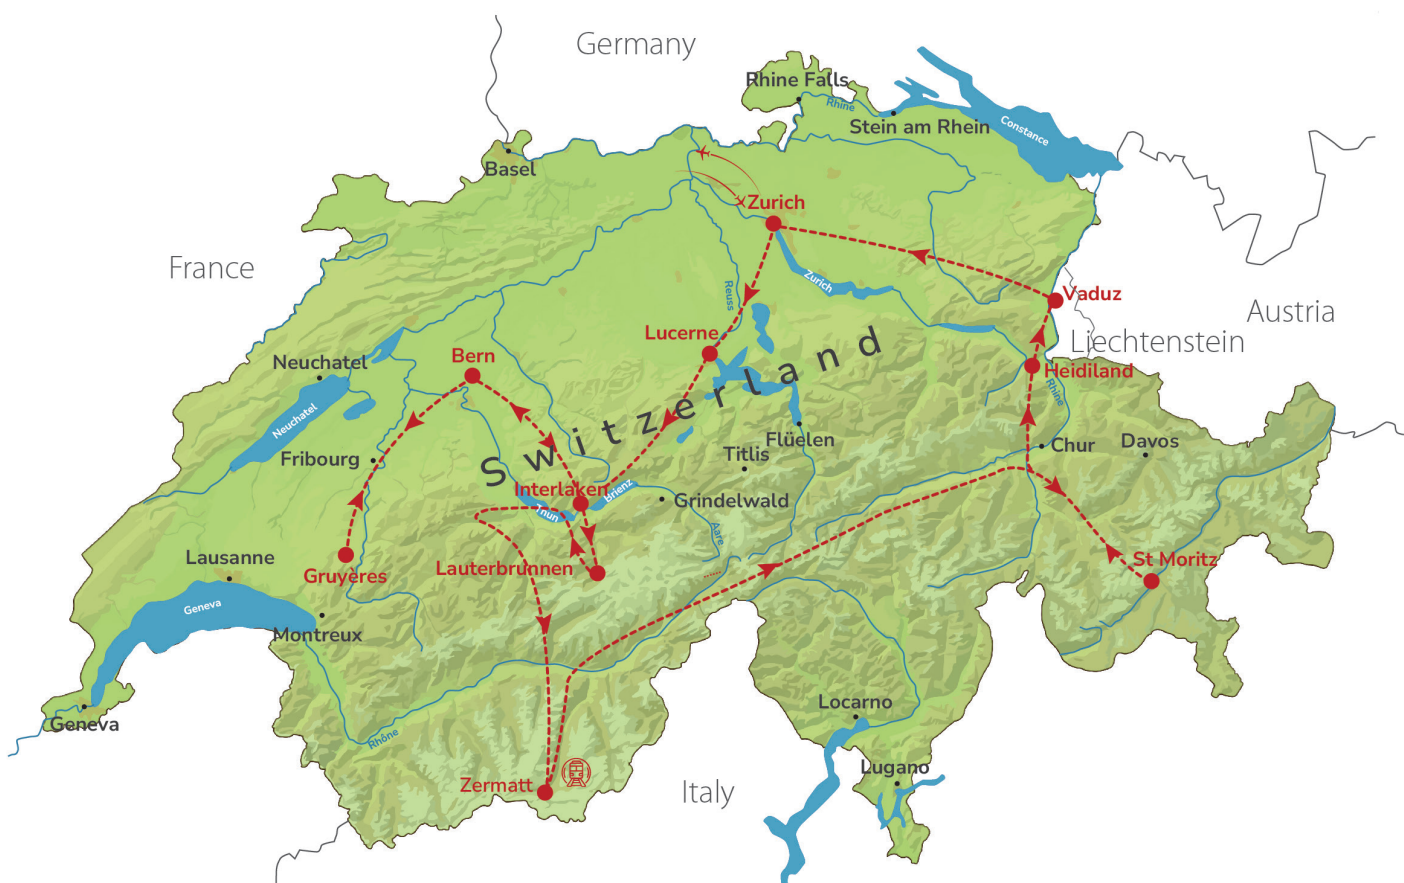 Germany
Rhine Falls
Rhine
Stein am Rhein
Constance
Basel
Zurich
France
Zurich
Reuss
Vaduz
Austria
Lucerne
Liechtenstein
Neuchatel
Bern
Heidiland
Rhine
Switzerland
Neuchatel
Flüelen
Chur
Davos
Fribourg
Titlis
Interlaken
Brienz
Grindelwald
Aare
Lausanne
Lauterbrunnen
St Moritz
Gruyères
Geneva
Montreux
Locarno
Geneva
Rhône
Lugano
Zermatt
Italy